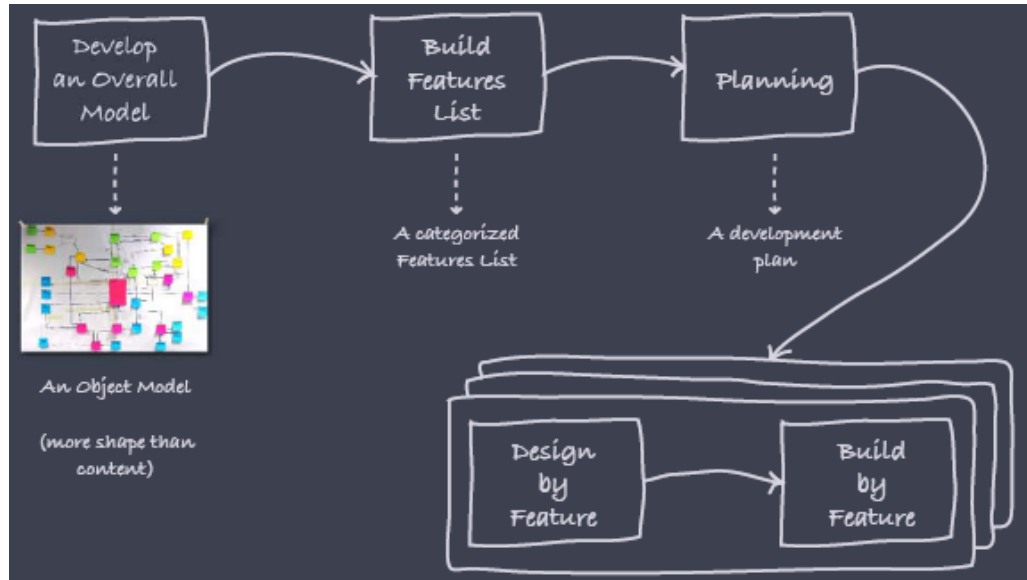 Develop
an Overall
Model
Build
Features
List
Planning
A categorized
Features List
A development
plan
An Object Model
(more shape than
content)
Design
by
Feature
Build
by
Feature